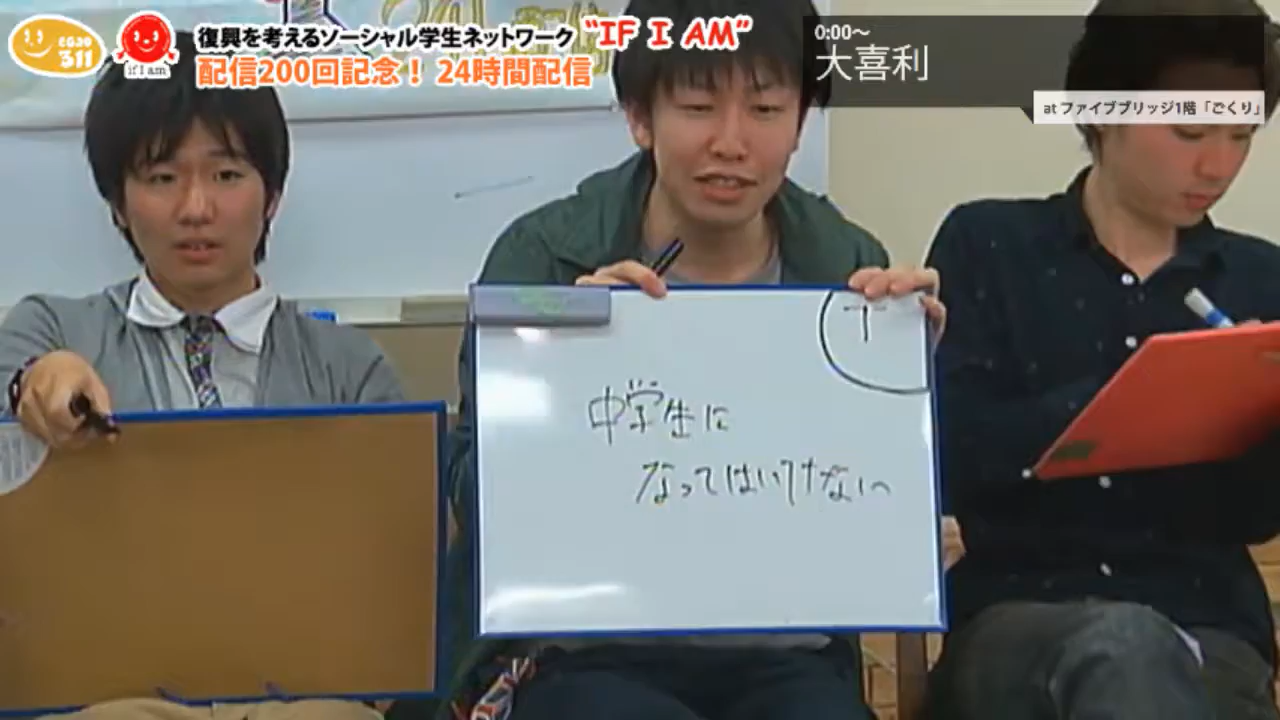 egao
311
if I am
復興を考えるソーシャル学生ネットワーク "IF I AM"
配信200回記念！ 24時間配信
0:00〜
大喜利
at ファイブブリッジ1階「ごくり」
中学生に
なってはいけない